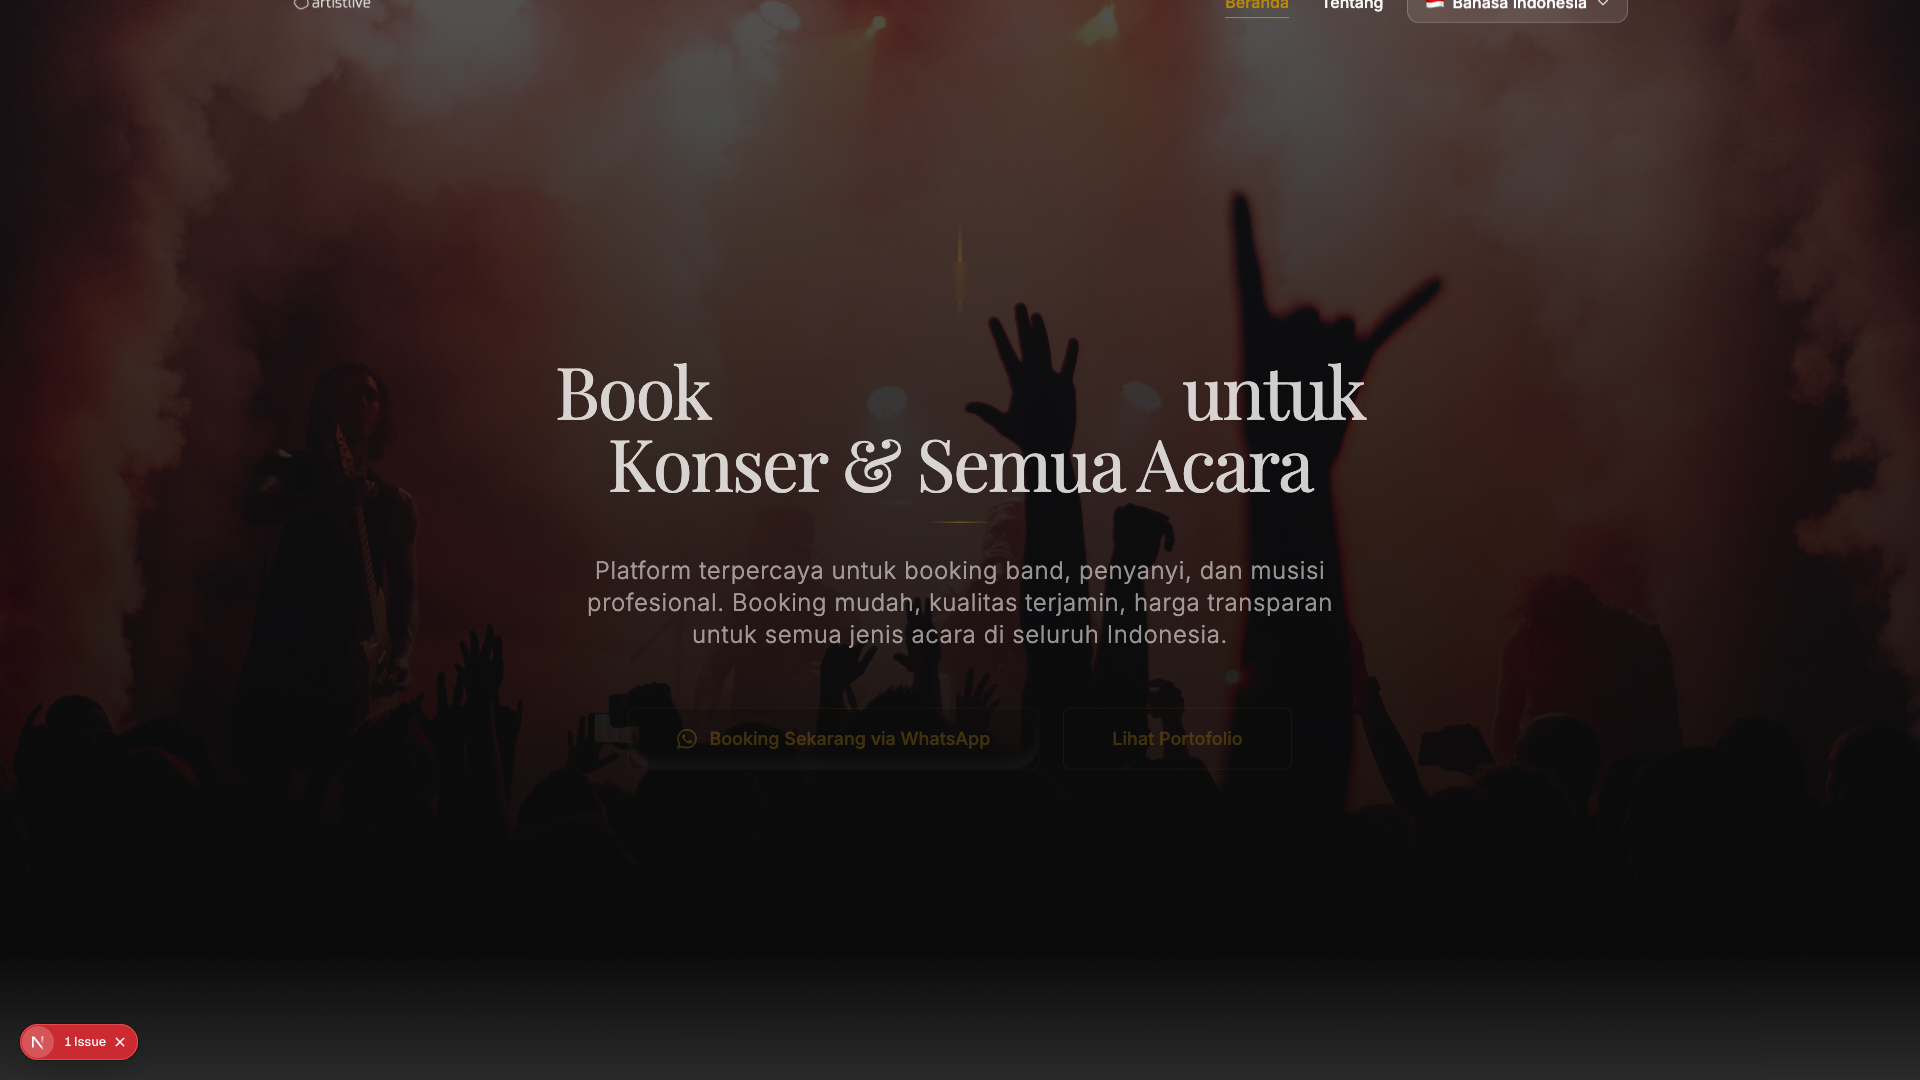 artistlive
Beranda
Tentang
Bahasa Indonesia
Book untuk
Konser & Semua Acara
Platform terpercaya untuk booking band, penyanyi, dan musisi
profesional. Booking mudah, kualitas terjamin, harga transparan
untuk semua jenis acara di seluruh Indonesia.
Booking Sekarang via WhatsApp
Lihat Portofolio
N
1 Issue